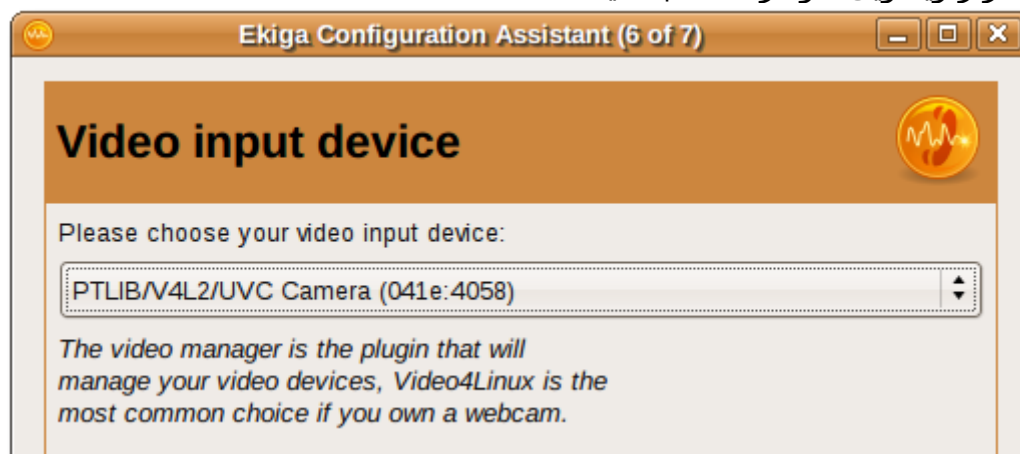 Ekiga Configuration Assistant (6 of 7)
Video input device
Please choose your video input device:
PTLIB/V4L2/UVC Camera (041e:4058)
The video manager is the plugin that will
manage your video devices, Video4Linux is the
most common choice if you own a webcam.